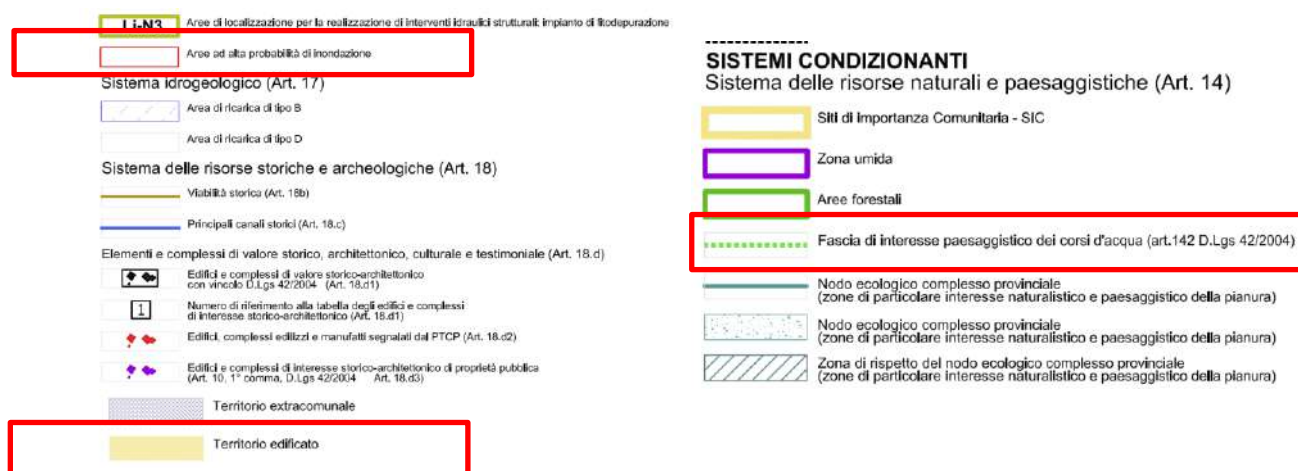 Li-N3 Aree di localizzazione per la realizzazione di interventi idraulici strutturali: impianto di fitodepurazione
Aree ad alta probabilità di inondazione
Sistema idrogeologico (Art. 17)
Area di ricarica di tipo B
Area di ricarica di tipo D
Sistema delle risorse storiche e archeologiche (Art. 18)
Viabilità storica (Art. 18b)
Principali canali storici (Art. 18.c)
Elementi e complessi di valore storico, architettonico, culturale e testimoniale (Art. 18.d)
Edifici e complessi di valore storico-architettonico
con vincolo D.Lgs 42/2004 (Art. 18.d1)
1 Numero di riferimento alla tabella degli edifici e complessi
di interesse storico-architettonico (Art. 18.d1)
Edifici, complessi edilizi e manufatti segnalati dal PTCP (Art. 18.d2)
Edifici e complessi di interesse storico-architettonico di proprietà pubblica
(Art. 10, 1° comma, D.Lgs 42/2004 Art. 18.d3)
Territorio extracomunale
Territorio edificato
SISTEMI CONDIZIONANTI
Sistema delle risorse naturali e paesaggistiche (Art. 14)
Siti di importanza Comunitaria - SIC
Zona umida
Aree forestali
Fascia di interesse paesaggistico dei corsi d'acqua (art.142 D.Lgs 42/2004)
Nodo ecologico complesso provinciale
(zone di particolare interesse naturalistico e paesaggistico della pianura)
Nodo ecologico complesso provinciale
(zone di particolare interesse naturalistico e paesaggistico della pianura)
Zona di rispetto del nodo ecologico complesso provinciale
(zone di particolare interesse naturalistico e paesaggistico della pianura)